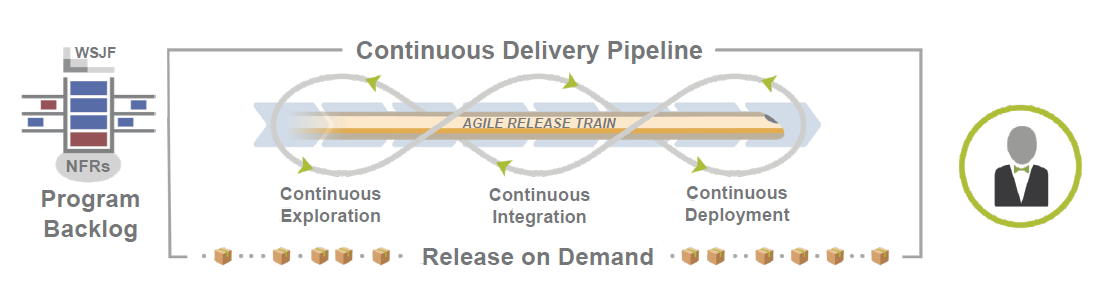 WSJF
NFRs
Program
Backlog
Continuous Delivery Pipeline
AGILE RELEASE TRAIN
Continuous
Exploration
Continuous
Integration
Continuous
Deployment
Release on Demand